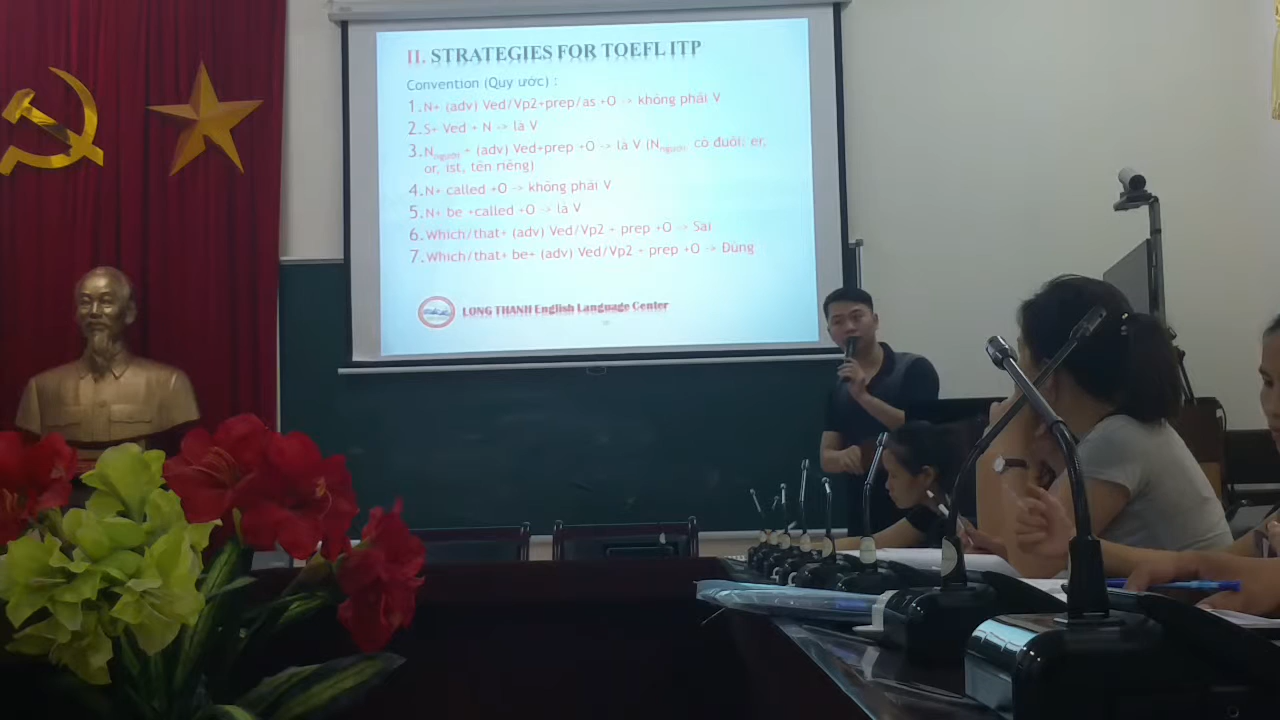 II. STRATEGIES FOR TOEFL ITP
Convention (Quy ước) :
1. N+ (adv) Ved/Vp2+prep/as +O -> không phải V
2. S+ Ved + N -> là V
3. Nngười + (adv) Ved+prep +O -> là V (Nngười có đuôi: er,
or, ist, tên riêng)
4. N+ called +O -> không phải V
5. N+ be +called +O -> là V
6. Which/that+ (adv) Ved/Vp2 + prep +O -> Sai
7. Which/that+ be+ (adv) Ved/Vp2 + prep +O -> Đúng
LONG THANH English Language Center